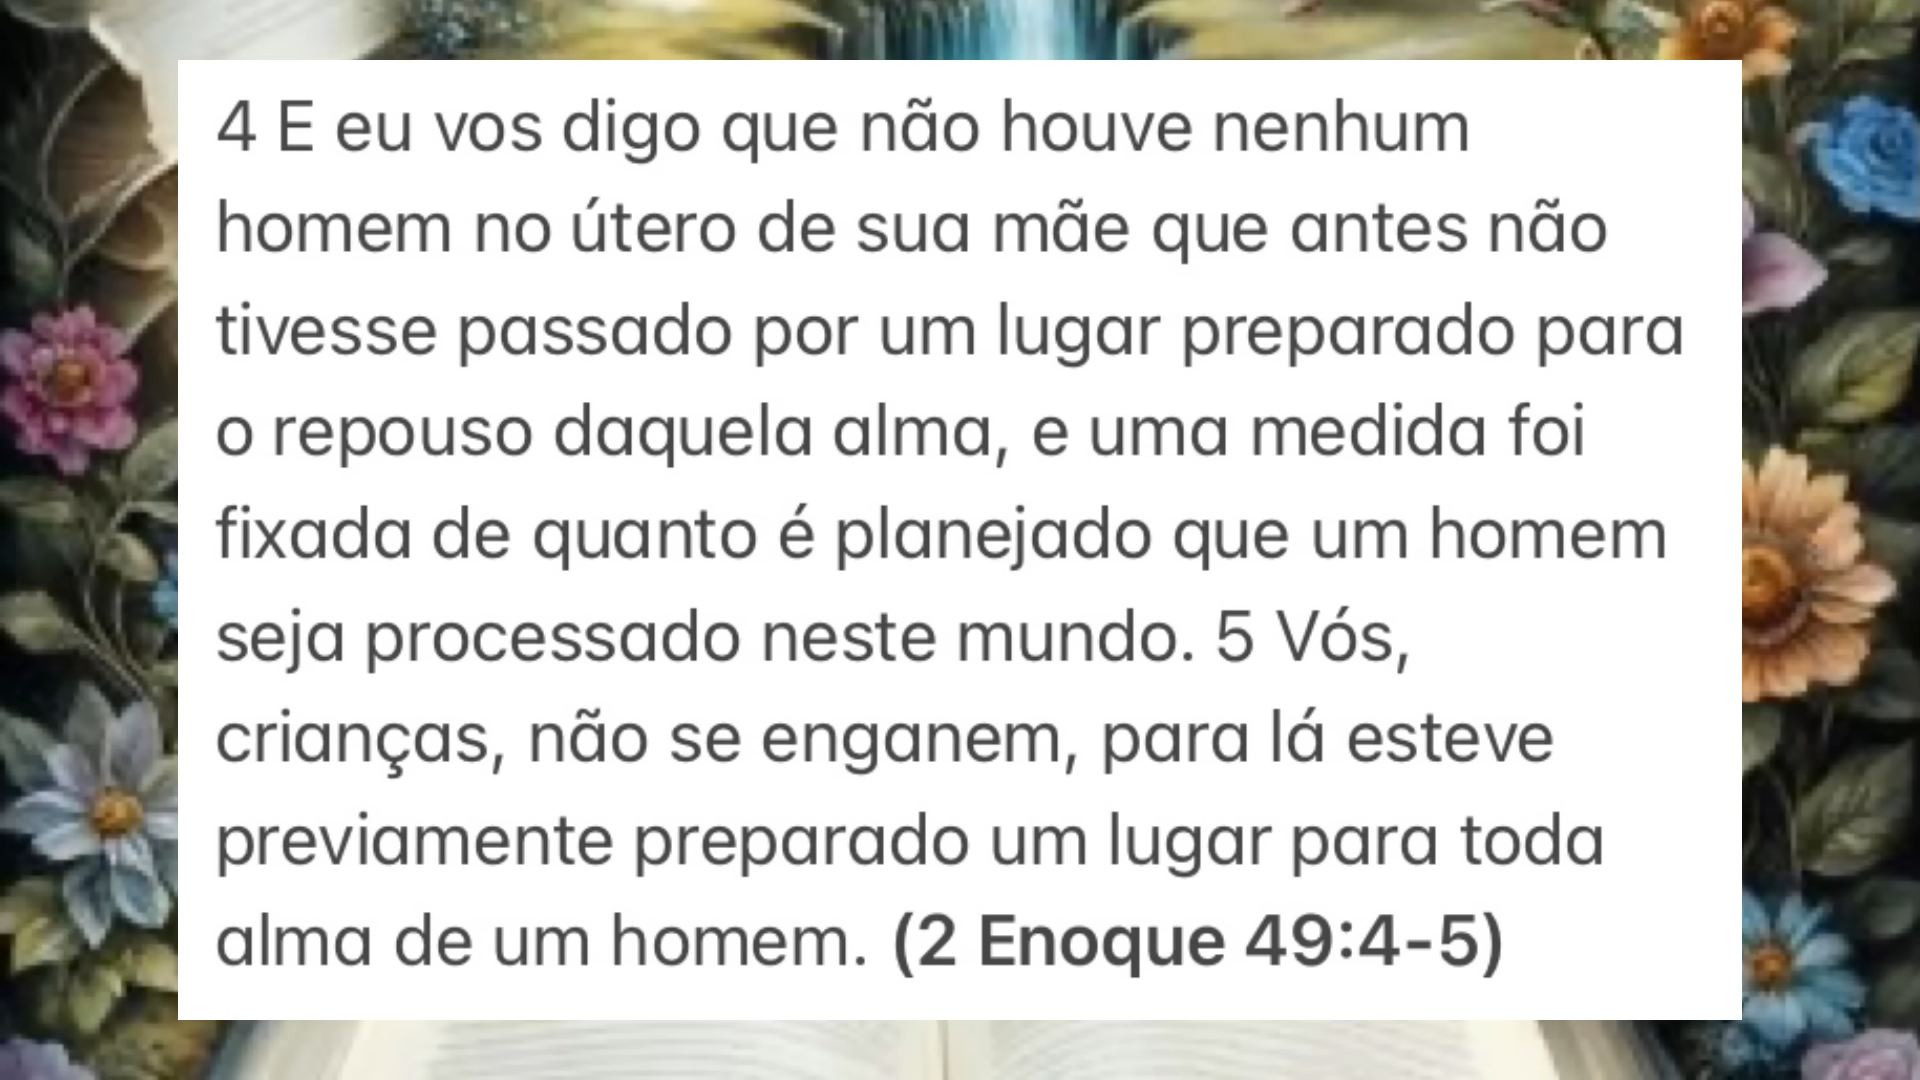 4 E eu vos digo que não houve nenhum
homem no útero de sua mãe que antes não
tivesse passado por um lugar preparado para
o repouso daquela alma, e uma medida foi
fixada de quanto é planejado que um homem
seja processado neste mundo. 5 Vós,
crianças, não se enganem, para lá esteve
previamente preparado um lugar para toda
alma de um homem. (2 Enoque 49:4-5)